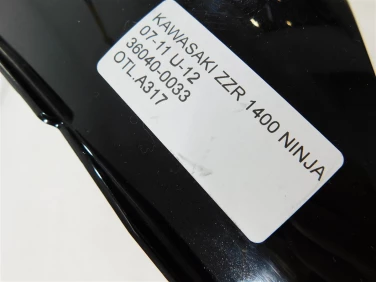 KAWASAKI ZZR 1400 NINJA
07-11 U-12
36040-0033
OTL.A317